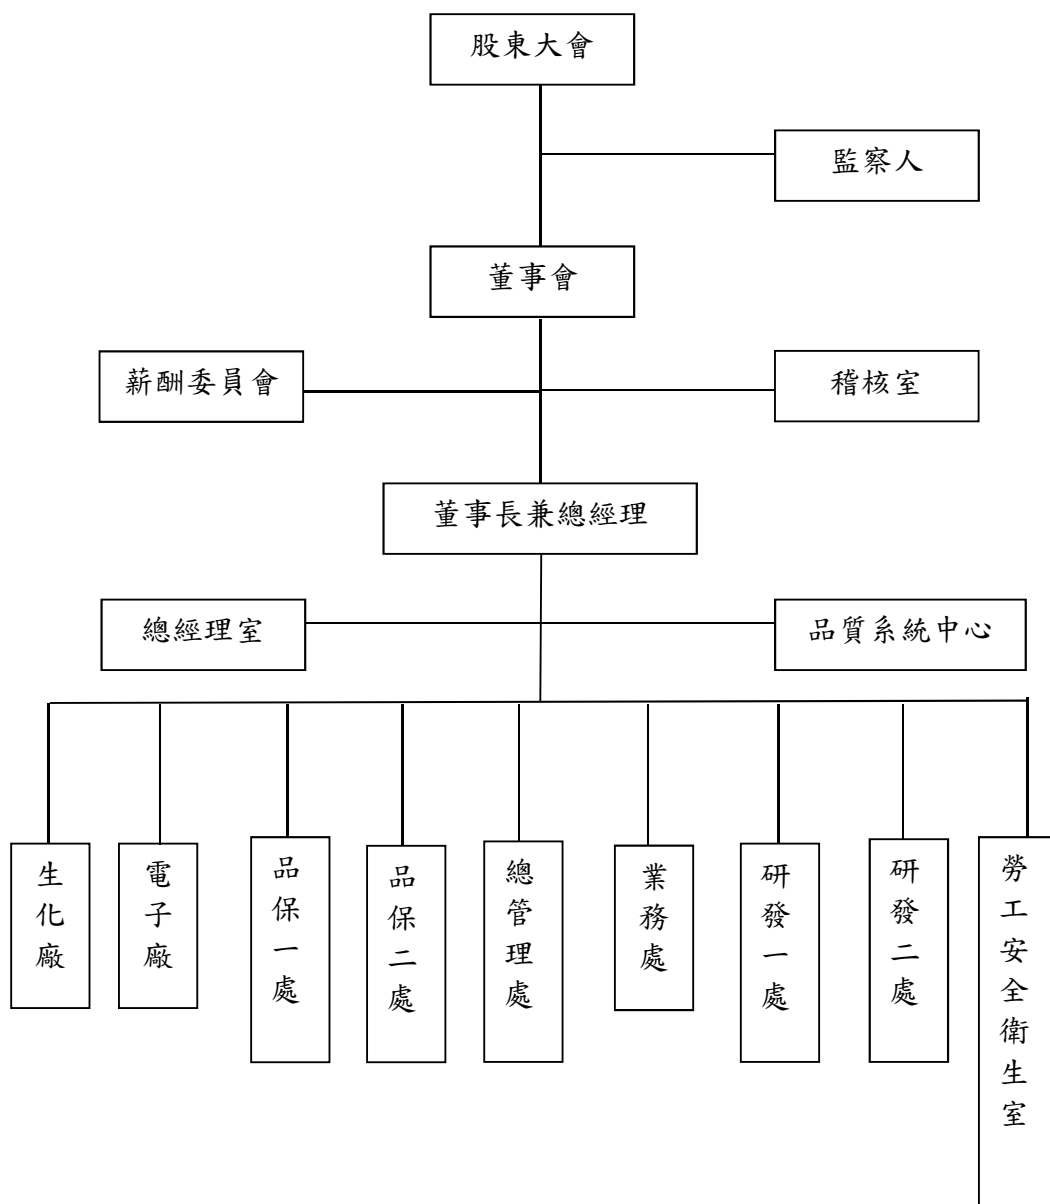 股東大會
監察人
董事會
薪酬委員會
稽核室
董事長兼總經理
總經理室
品質系統中心
生化廠
電子廠
品保一處
品保二處
總管理處
業務處
研發一處
研發二處
勞工安全衛生室